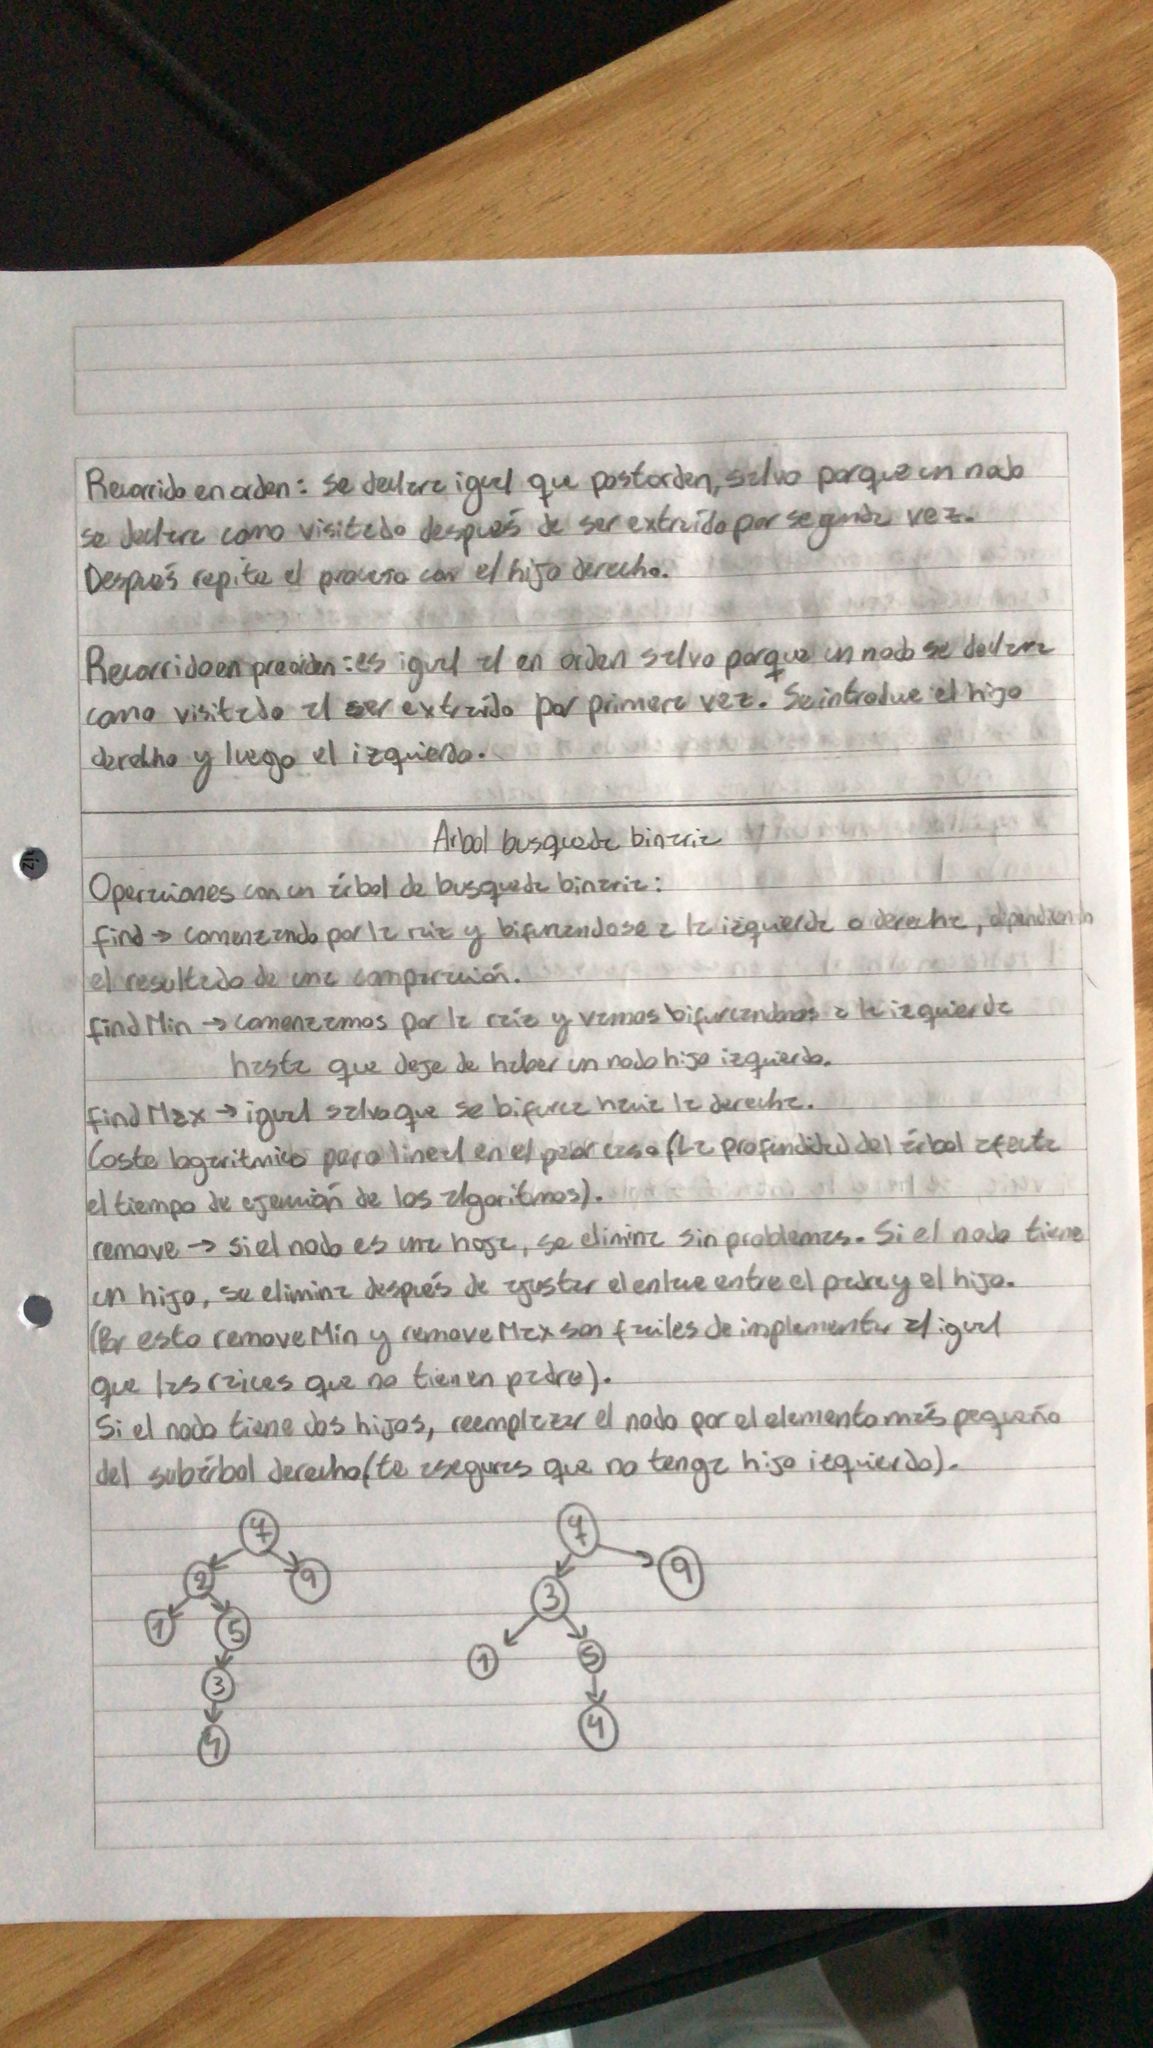 Recorrido en orden: se declara igual que postorden, salvo porque un nodo
se declara como visitado después de ser extraído por segunda vez.
Después repite el proceso con el hijo derecho.
Recorrido en preorden: es igual al en orden salvo porque un nodo se declara
como visitado al ser extraído por primera vez. Se introduce el hijo
derecho y luego el izquierdo.
Arbol busqueda binaria
Operaciones con un árbol de busqueda binaria:
find → comenzando por la raíz y bifurcandose a la izquierda o derecha, dependiendo
el resultado de una comparación.
findMin → comenzamos por la raíz y vamos bifurcandonos a la izquierda
hasta que deje de haber un nodo hijo izquierdo.
findMax → igual salvo que se bifurca hacia la derecha.
Coste logaritmico pero lineal en el peor caso (La profundidad del árbol afecta
el tiempo de ejecución de los algoritmos).
remove → si el nodo es una hoja, se elimina sin problemas. Si el nodo tiene
un hijo, se elimina después de ajustar el enlace entre el padre y el hijo.
(Por esto removeMin y removeMax son faciles de implementar al igual
que las raices que no tienen padre).
Si el nodo tiene dos hijos, reemplazar el nodo por el elemento más pequeño
del subárbol derecho (te aseguras que no tenga hijo izquierdo).
7 7
2 9 3 9
1 5 1 5
3 4
4